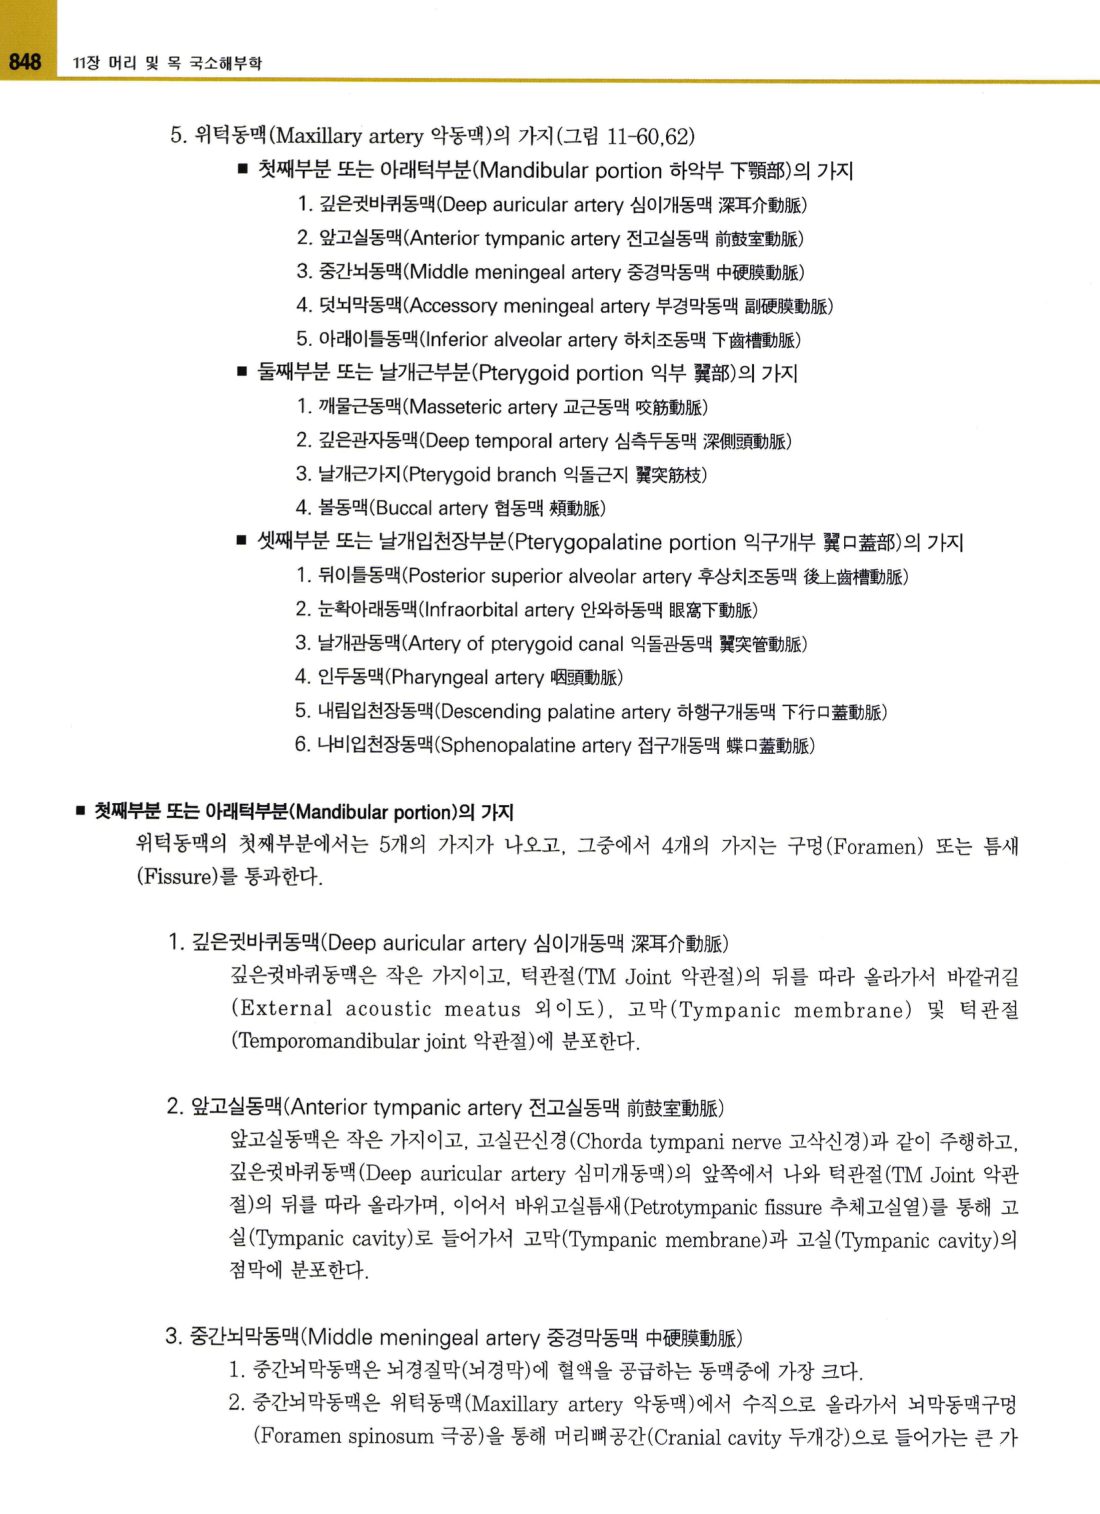 848 11장 머리 및 목 국소해부학
5. 위턱동맥(Maxillary artery 악동맥)의 가지(그림 11-60,62)
■ 첫째부분 또는 아래턱부분(Mandibular portion 하악부 下顎部)의 가지
1. 깊은귓바퀴동맥(Deep auricular artery 심이개동맥 深耳介動脈)
2. 앞고실동맥(Anterior tympanic artery 전고실동맥 前鼓室動脈)
3. 중간뇌동맥(Middle meningeal artery 중경막동맥 中硬膜動脈)
4. 덧뇌막동맥(Accessory meningeal artery 부경막동맥 副硬膜動脈)
5. 아래이틀동맥(Inferior alveolar artery 하치조동맥 下齒槽動脈)
■ 둘째부분 또는 날개근부분(Pterygoid portion 익부 翼部)의 가지
1. 깨물근동맥(Masseteric artery 교근동맥 咬筋動脈)
2. 깊은관자동맥(Deep temporal artery 심측두동맥 深側頭動脈)
3. 날개근가지(Pterygoid branch 익돌근지 翼突筋枝)
4. 볼동맥(Buccal artery 협동맥 頰動脈)
■ 셋째부분 또는 날개입천장부분(Pterygopalatine portion 익구개부 翼口蓋部)의 가지
1. 뒤이틀동맥(Posterior superior alveolar artery 후상치조동맥 後上齒槽動脈)
2. 눈확아래동맥(Infraorbital artery 안와하동맥 眼窩下動脈)
3. 날개관동맥(Artery of pterygoid canal 익돌관동맥 翼突管動脈)
4. 인두동맥(Pharyngeal artery 咽頭動脈)
5. 내림입천장동맥(Descending palatine artery 하행구개동맥 下行口蓋動脈)
6. 나비입천장동맥(Sphenopalatine artery 접구개동맥 蝶口蓋動脈)
■ 첫째부분 또는 아래턱부분(Mandibular portion)의 가지
위턱동맥의 첫째부분에서는 5개의 가지가 나오고, 그중에서 4개의 가지는 구멍(Foramen) 또는 틈새
(Fissure)를 통과한다.
1. 깊은귓바퀴동맥(Deep auricular artery 심이개동맥 深耳介動脈)
깊은귓바퀴동맥은 작은 가지이고, 턱관절(TM Joint 악관절)의 뒤를 따라 올라가서 바깥귀길
(External acoustic meatus 외이도), 고막(Tympanic membrane) 및 턱관절
(Temporomandibular joint 악관절)에 분포한다.
2. 앞고실동맥(Anterior tympanic artery 전고실동맥 前鼓室動脈)
앞고실동맥은 작은 가지이고, 고실끈신경(Chorda tympani nerve 고삭신경)과 같이 주행하고,
깊은귓바퀴동맥(Deep auricular artery 심미개동맥)의 앞쪽에서 나와 턱관절(TM Joint 악관
절)의 뒤를 따라 올라가며, 이어서 바위고실틈새(Petrotympanic fissure 추체고실열)를 통해 고
실(Tympanic cavity)로 들어가서 고막(Tympanic membrane)과 고실(Tympanic cavity)의
점막에 분포한다.
3. 중간뇌막동맥(Middle meningeal artery 중경막동맥 中硬膜動脈)
1. 중간뇌막동맥은 뇌경질막(뇌경막)에 혈액을 공급하는 동맥중에 가장 크다.
2. 중간뇌막동맥은 위턱동맥(Maxillary artery 악동맥)에서 수직으로 올라가서 뇌막동맥구멍
(Foramen spinosum 극공)을 통해 머리뼈공간(Cranial cavity 두개강)으로 들어가는 큰 가